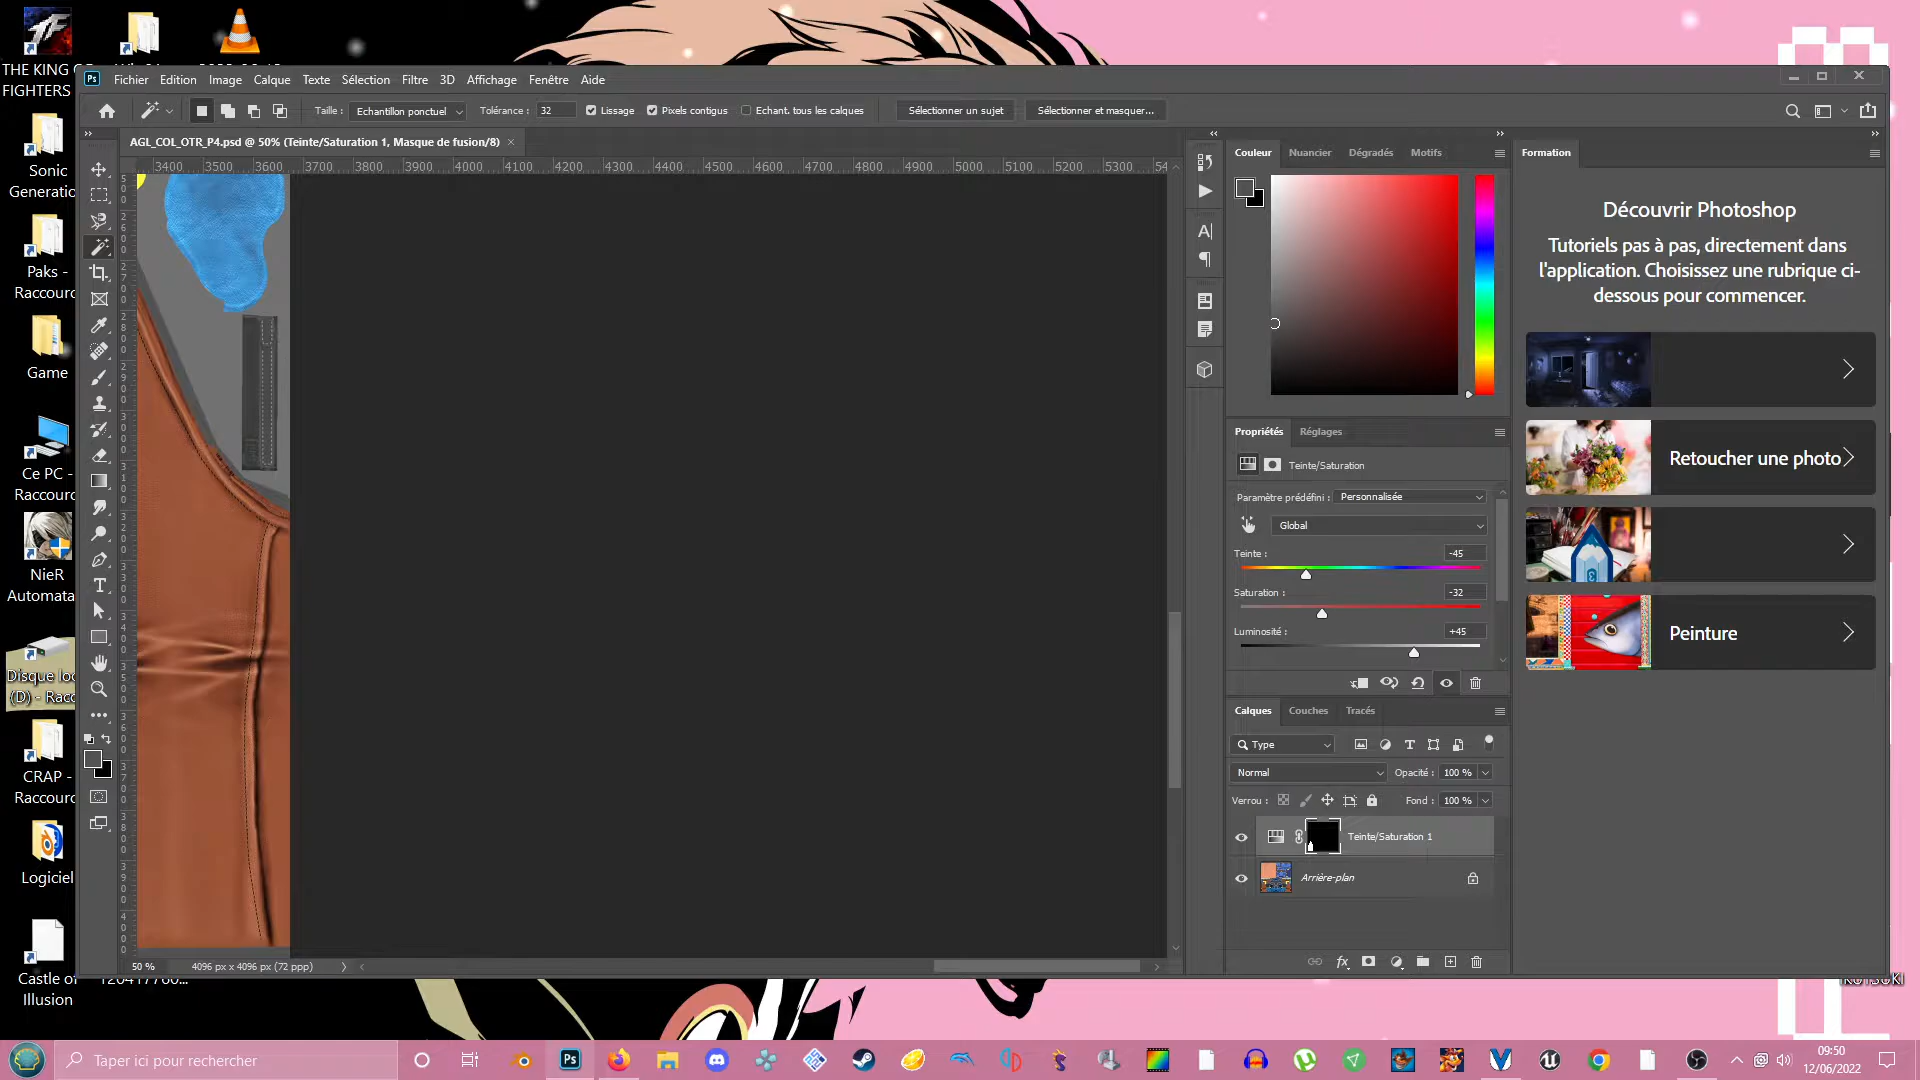 THE KING OF
FIGHTERS
Fichier Edition Image Calque Texte Sélection Filtre 3D Affichage Fenêtre Aide
Taille : Echantillon ponctuel Tolérance : 32 Lissage Pixels contigus Echant. tous les calques Sélectionner un sujet Sélectionner et masquer...
AGL_COL_OTR_P4.psd @ 50% (Teinte/Saturation 1, Masque de fusion/8) ×
3400 3500 3600 3700 3800 3900 4000 4100 4200 4300 4400 4500 4600 4700 4800 4900 5000 5100 5200 5300 54
Sonic
Generatio
Paks -
Raccourc
Game
Ce PC -
Raccourc
NieR
Automata
Disque loc
(D) - Racc
CRAP -
Raccourc
Logiciel
Castle of
Illusion
Couleur Nuancier Dégradés Motifs
Propriétés Réglages
Teinte/Saturation
Paramètre prédéfini : Personnalisée
Global
Teinte : -45
Saturation : -32
Luminosité : +45
Calques Couches Tracés
Type
Normal Opacité : 100 %
Verrou : Fond : 100 %
Teinte/Saturation 1
Arrière-plan
Formation
Découvrir Photoshop
Tutoriels pas à pas, directement dans
l'application. Choisissez une rubrique ci-
dessous pour commencer.
Retoucher une photo
Peinture
50 % 4096 px x 4096 px (72 ppp)
Taper ici pour rechercher
09:50
12/06/2022